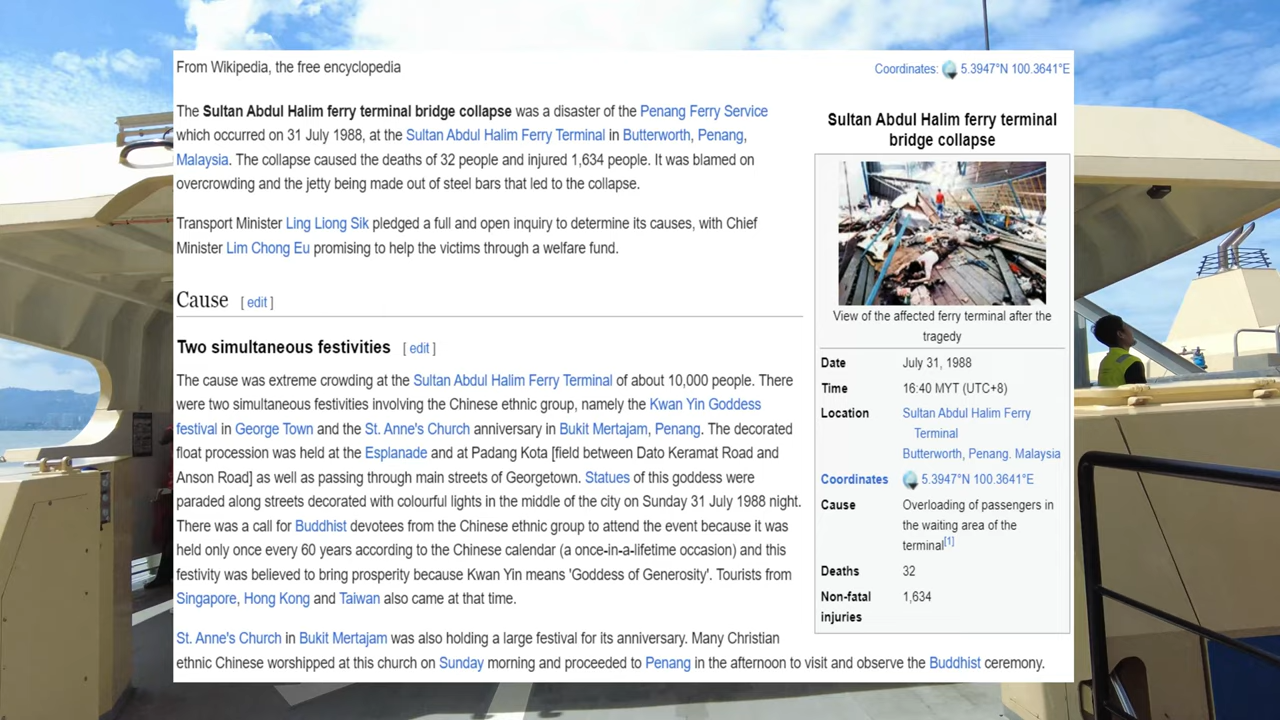 From Wikipedia, the free encyclopedia
Coordinates: 5.3947°N 100.3641°E
The Sultan Abdul Halim ferry terminal bridge collapse was a disaster of the Penang Ferry Service
which occurred on 31 July 1988, at the Sultan Abdul Halim Ferry Terminal in Butterworth, Penang,
Malaysia. The collapse caused the deaths of 32 people and injured 1,634 people. It was blamed on
overcrowding and the jetty being made out of steel bars that led to the collapse.
Transport Minister Ling Liong Sik pledged a full and open inquiry to determine its causes, with Chief
Minister Lim Chong Eu promising to help the victims through a welfare fund.
Cause [ edit ]
Two simultaneous festivities [ edit ]
The cause was extreme crowding at the Sultan Abdul Halim Ferry Terminal of about 10,000 people. There
were two simultaneous festivities involving the Chinese ethnic group, namely the Kwan Yin Goddess
festival in George Town and the St. Anne's Church anniversary in Bukit Mertajam, Penang. The decorated
float procession was held at the Esplanade and at Padang Kota [field between Dato Keramat Road and
Anson Road] as well as passing through main streets of Georgetown. Statues of this goddess were
paraded along streets decorated with colourful lights in the middle of the city on Sunday 31 July 1988 night.
There was a call for Buddhist devotees from the Chinese ethnic group to attend the event because it was
held only once every 60 years according to the Chinese calendar (a once-in-a-lifetime occasion) and this
festivity was believed to bring prosperity because Kwan Yin means 'Goddess of Generosity'. Tourists from
Singapore, Hong Kong and Taiwan also came at that time.
St. Anne's Church in Bukit Mertajam was also holding a large festival for its anniversary. Many Christian
ethnic Chinese worshipped at this church on Sunday morning and proceeded to Penang in the afternoon to visit and observe the Buddhist ceremony.
Sultan Abdul Halim ferry terminal
bridge collapse
View of the affected ferry terminal after the
tragedy
Date July 31, 1988
Time 16:40 MYT (UTC+8)
Location Sultan Abdul Halim Ferry
Terminal
Butterworth, Penang. Malaysia
Coordinates 5.3947°N 100.3641°E
Cause Overloading of passengers in
the waiting area of the
terminal[1]
Deaths 32
Non-fatal 1,634
injuries